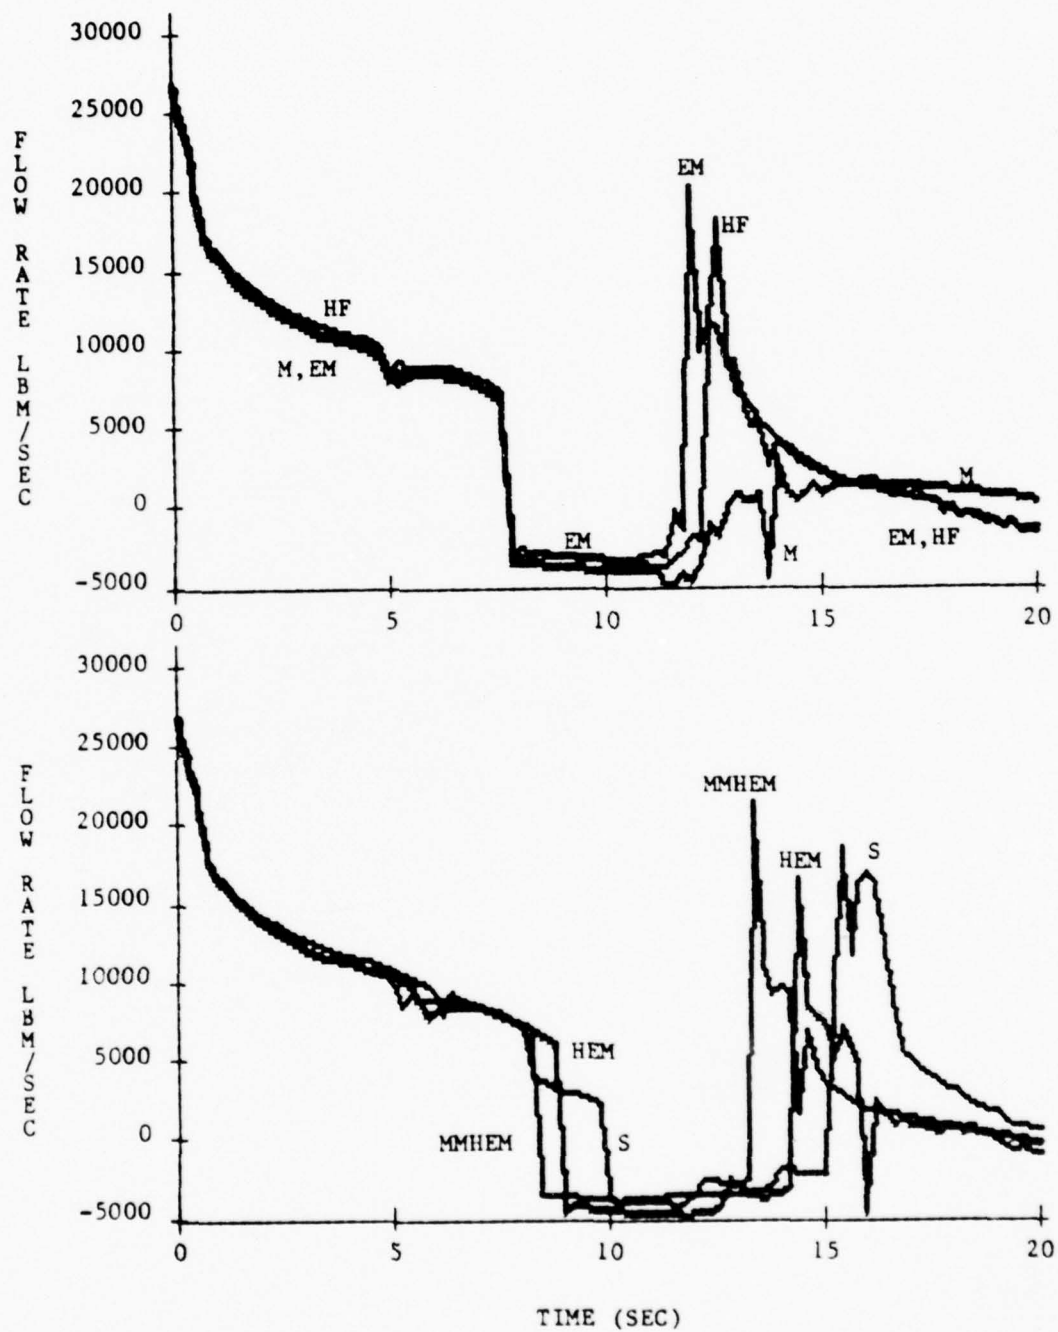 30000
25000
20000
15000
10000
5000
0
-5000
FLOW RATE LBM/SEC
HF
M, EM
EM
EM
HF
M
M
EM, HF
0 5 10 15 20
30000
25000
20000
15000
10000
5000
0
-5000
FLOW RATE LBM/SEC
MMHEM
HEM
S
HEM
MMHEM
S
0 5 10 15 20
TIME (SEC)